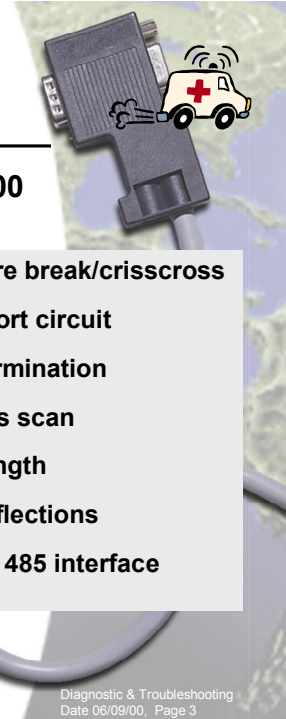 00
re break/crisscross
ort circuit
rmination
s scan
ngth
flections
485 interface
Diagnostic & Troubleshooting
Date 06/09/00, Page 3